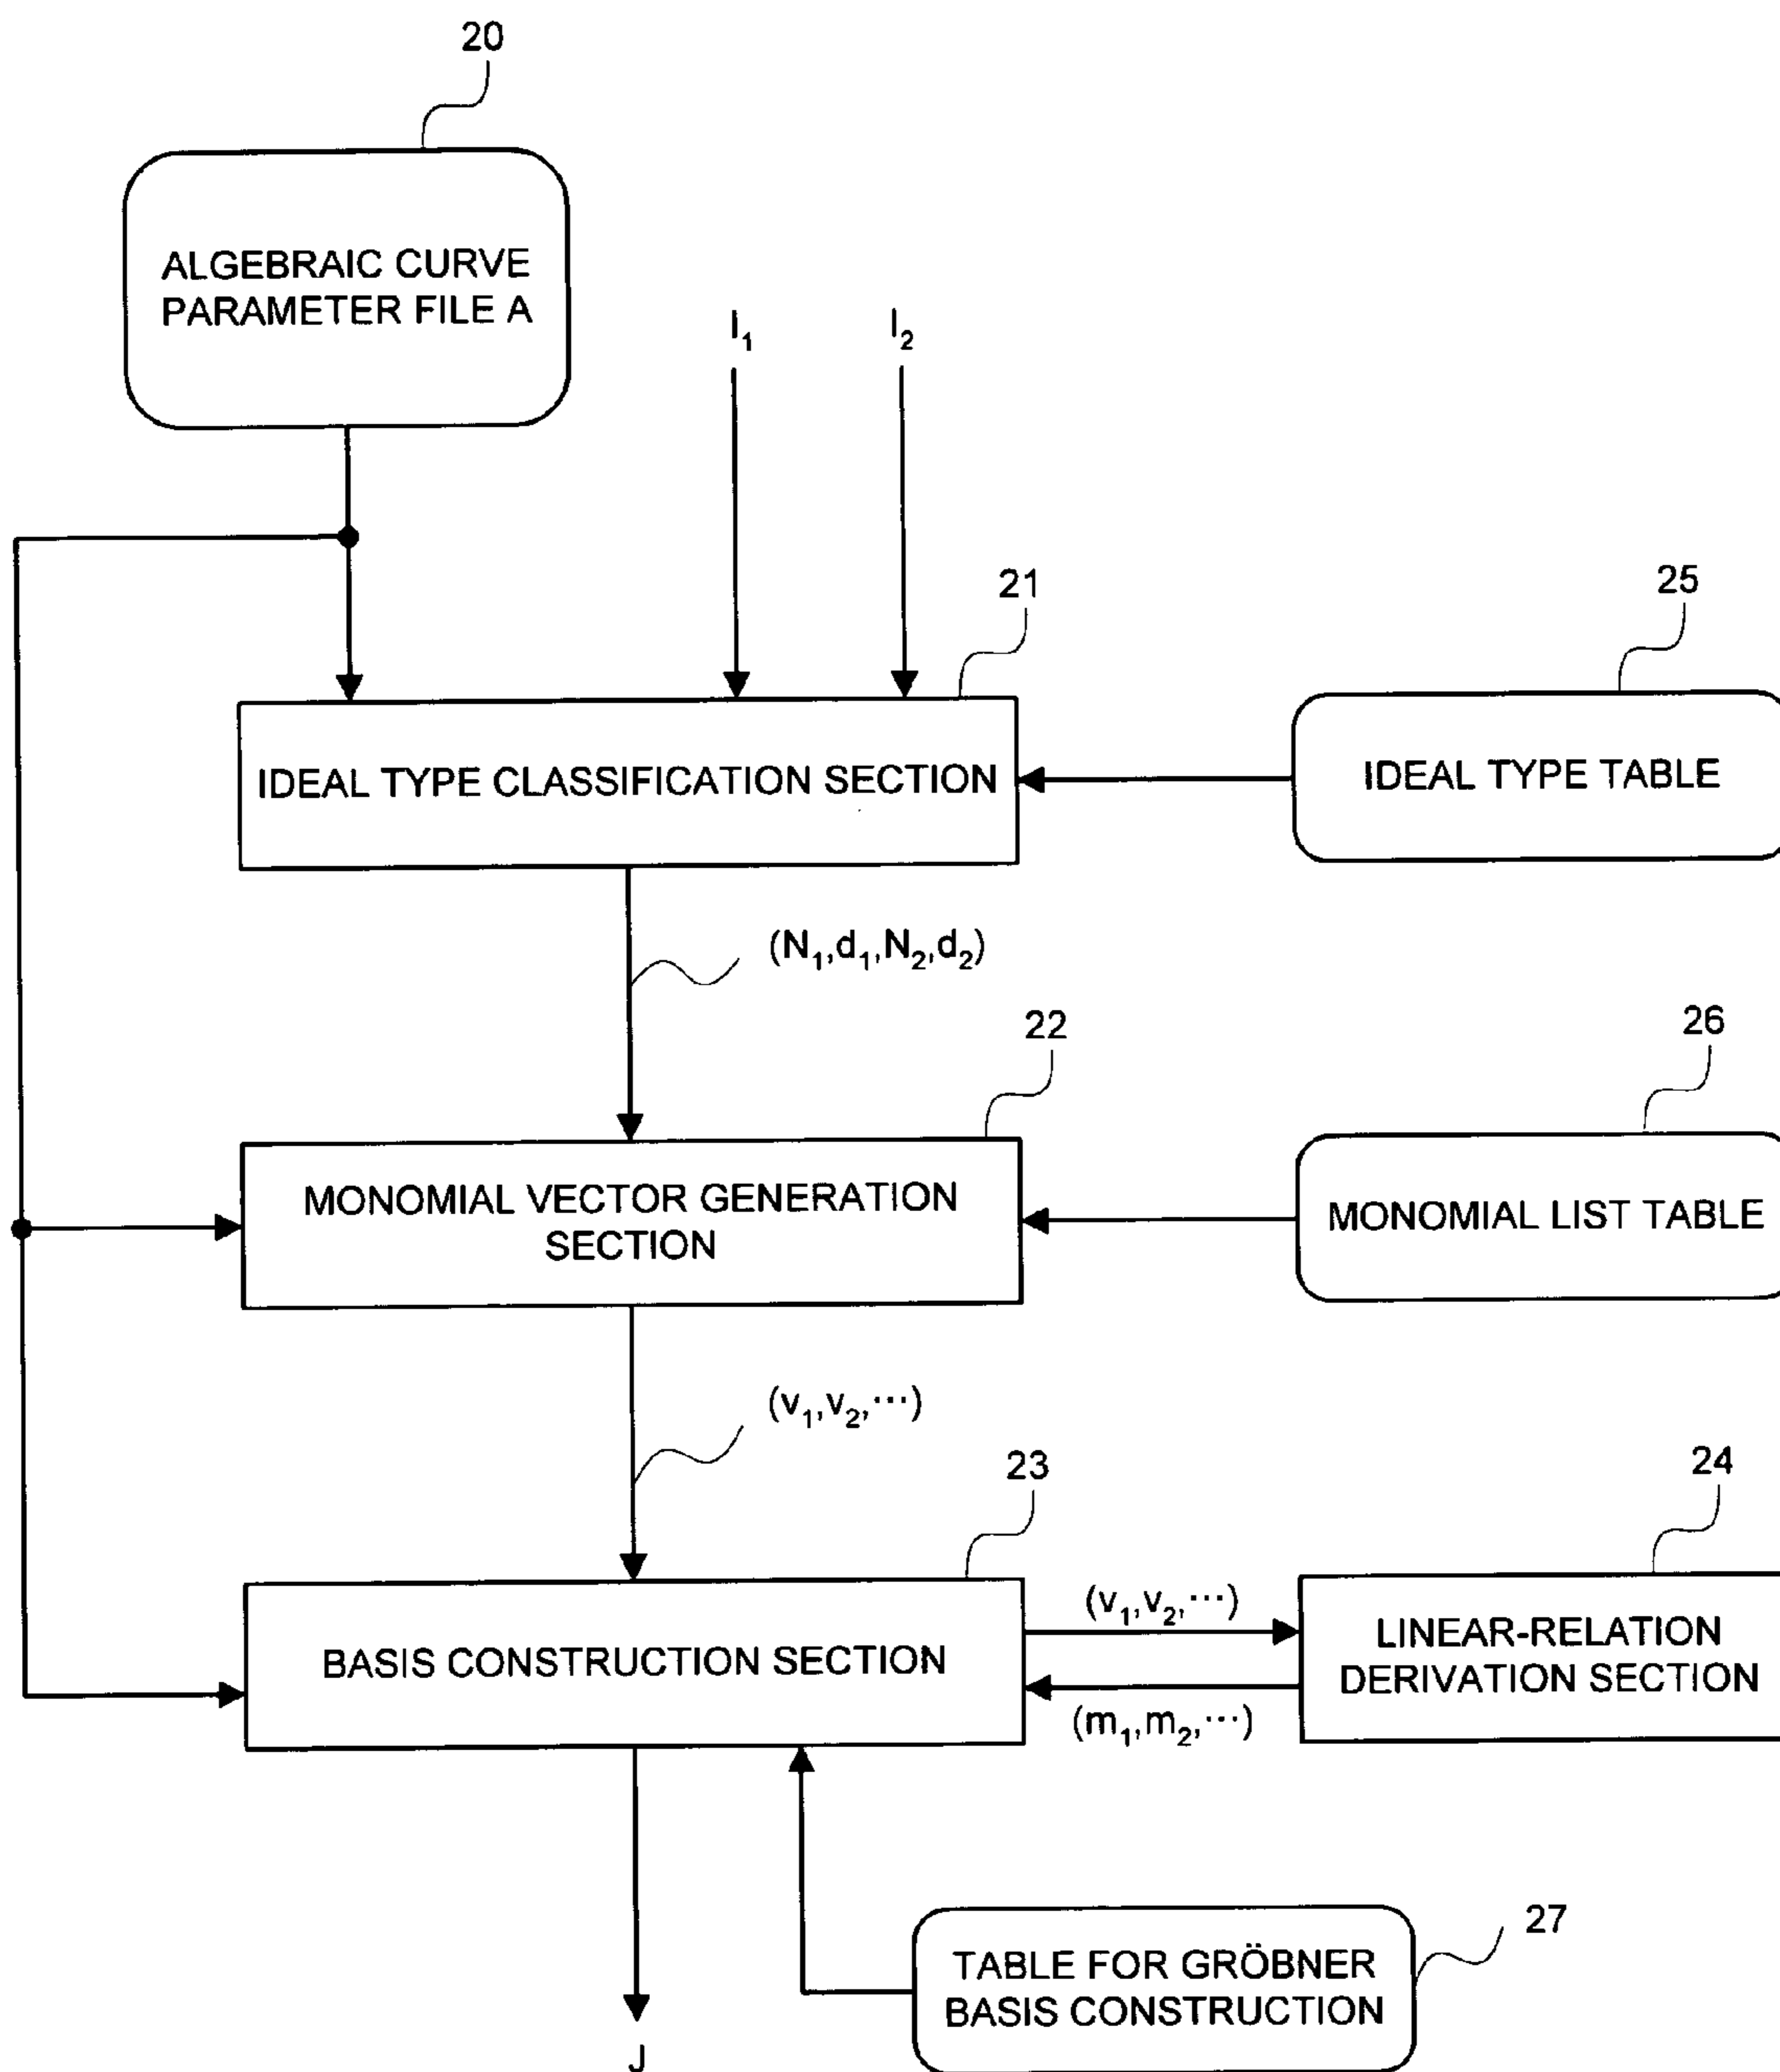 20
ALGEBRAIC CURVE
PARAMETER FILE A
I₁
I₂
21
25
IDEAL TYPE CLASSIFICATION SECTION
IDEAL TYPE TABLE
(N₁,d₁,N₂,d₂)
22
26
MONOMIAL VECTOR GENERATION
SECTION
MONOMIAL LIST TABLE
(v₁,v₂,···)
23
24
BASIS CONSTRUCTION SECTION
(v₁,v₂,···)
(m₁,m₂,···)
LINEAR-RELATION
DERIVATION SECTION
27
TABLE FOR GRÖBNER
BASIS CONSTRUCTION
J